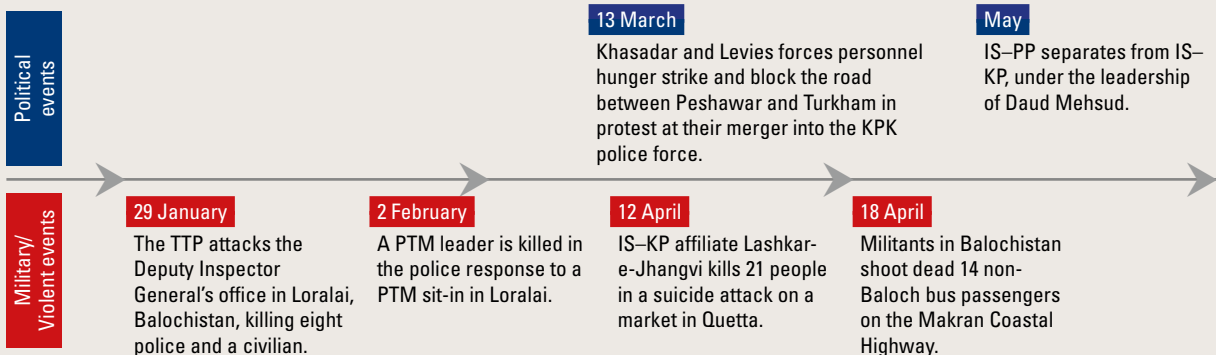 Political
events
13 March
Khasadar and Levies forces personnel
hunger strike and block the road
between Peshawar and Turkham in
protest at their merger into the KPK
police force.
May
IS–PP separates from IS–
KP, under the leadership
of Daud Mehsud.
Military/
Violent events
29 January
The TTP attacks the
Deputy Inspector
General’s office in Loralai,
Balochistan, killing eight
police and a civilian.
2 February
A PTM leader is killed in
the police response to a
PTM sit-in in Loralai.
12 April
IS–KP affiliate Lashkar-
e-Jhangvi kills 21 people
in a suicide attack on a
market in Quetta.
18 April
Militants in Balochistan
shoot dead 14 non-
Baloch bus passengers
on the Makran Coastal
Highway.